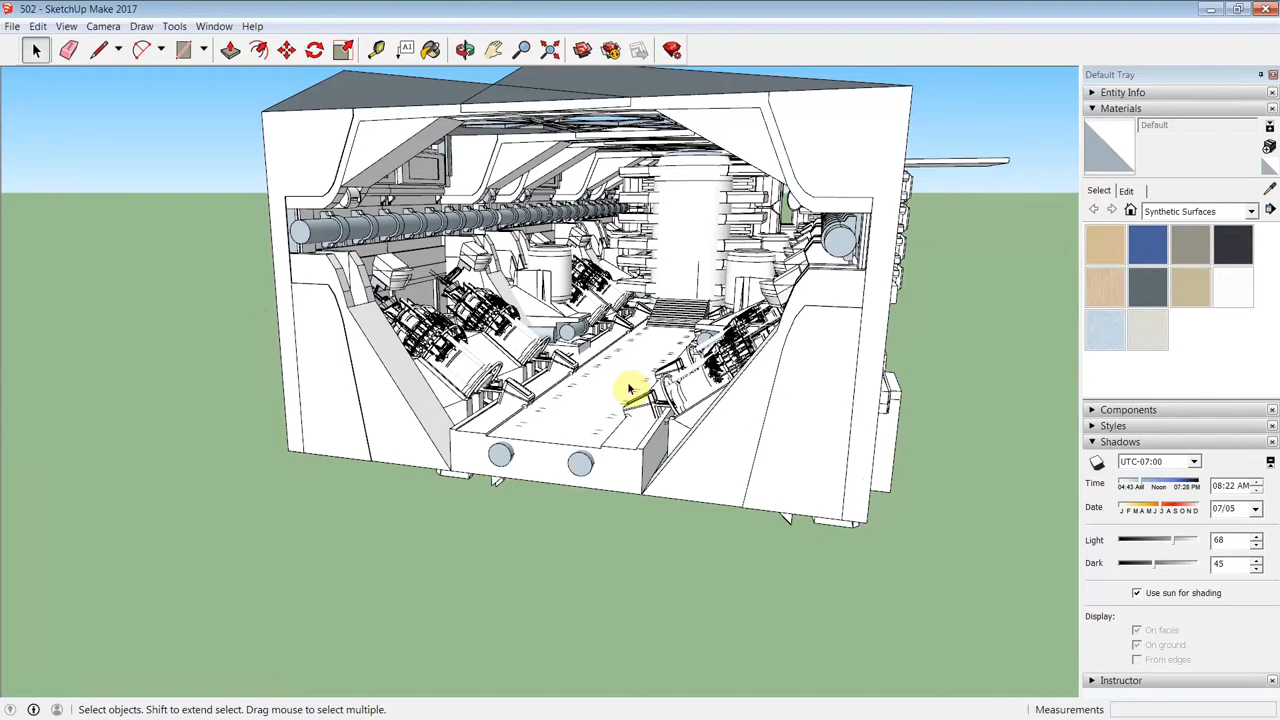 502 - SketchUp Make 2017
File Edit View Camera Draw Tools Window Help
A1
Default Tray
Entity Info
Materials
Default
Select Edit
Synthetic Surfaces
Components
Styles
Shadows
UTC-07:00
Time 04:43 AM Noon 07:28 PM 08:22 AM
Date J F M A M J J A S O N D 07/05
Light 68
Dark 45
Use sun for shading
Display:
On faces
On ground
From edges
Instructor
Select objects. Shift to extend select. Drag mouse to select multiple.
Measurements